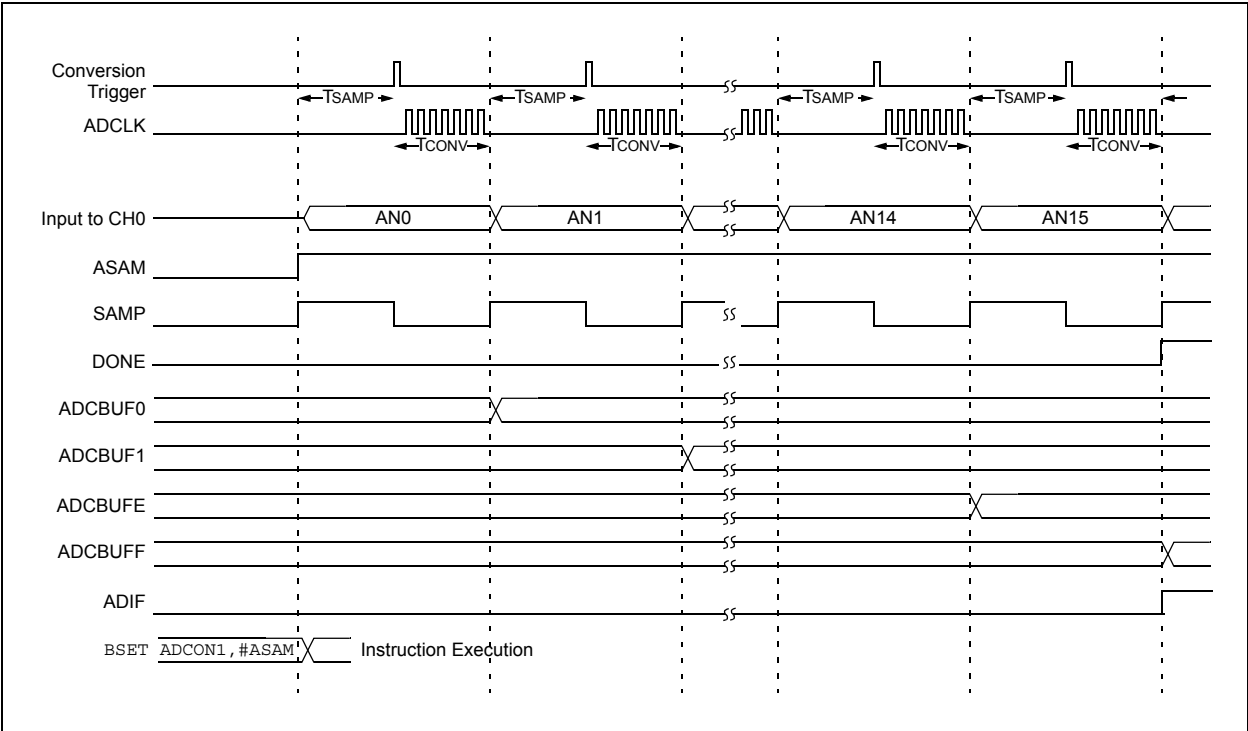 Conversion
Trigger
TSAMP TSAMP TSAMP TSAMP
ADCLK
TCONV TCONV TCONV TCONV
Input to CH0 AN0 AN1 AN14 AN15
ASAM
SAMP
DONE
ADCBUF0
ADCBUF1
ADCBUFE
ADCBUFF
ADIF
BSET ADCON1,#ASAM Instruction Execution